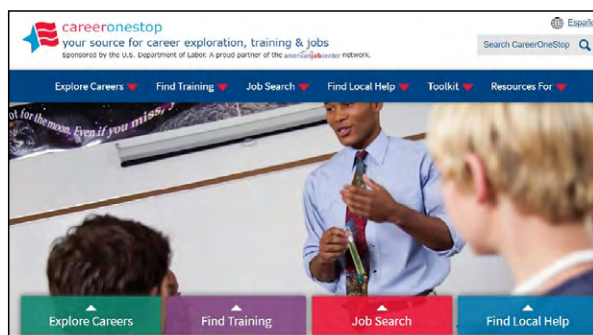 careeronestop
Español
your source for career exploration, training & jobs
Sponsored by the U.S. Department of Labor. A proud partner of the americanjobcenter network.
Search CareerOneStop
Explore Careers
Find Training
Job Search
Find Local Help
Toolkit
Resources For
ot for the moon. Even if you miss, y
Explore Careers
Find Training
Job Search
Find Local Help